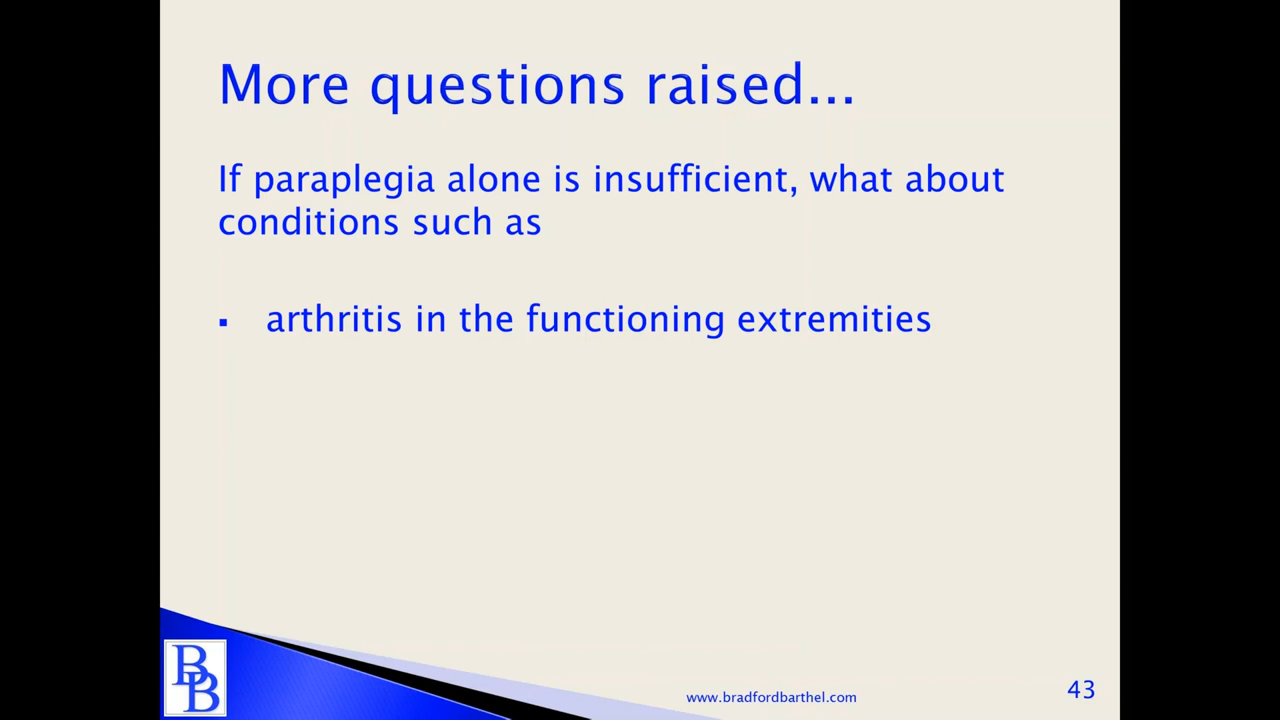 More questions raised...
If paraplegia alone is insufficient, what about
conditions such as
▪ arthritis in the functioning extremities
BB
www.bradfordbarthel.com
43